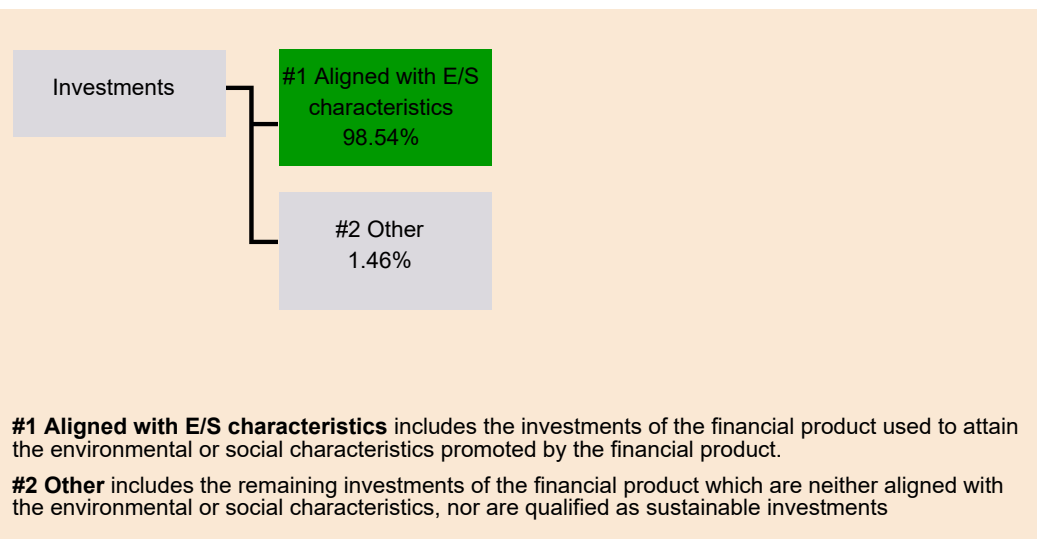 Investments
#1 Aligned with E/S
characteristics
98.54%
#2 Other
1.46%
#1 Aligned with E/S characteristics includes the investments of the financial product used to attain
the environmental or social characteristics promoted by the financial product.
#2 Other includes the remaining investments of the financial product which are neither aligned with
the environmental or social characteristics, nor are qualified as sustainable investments